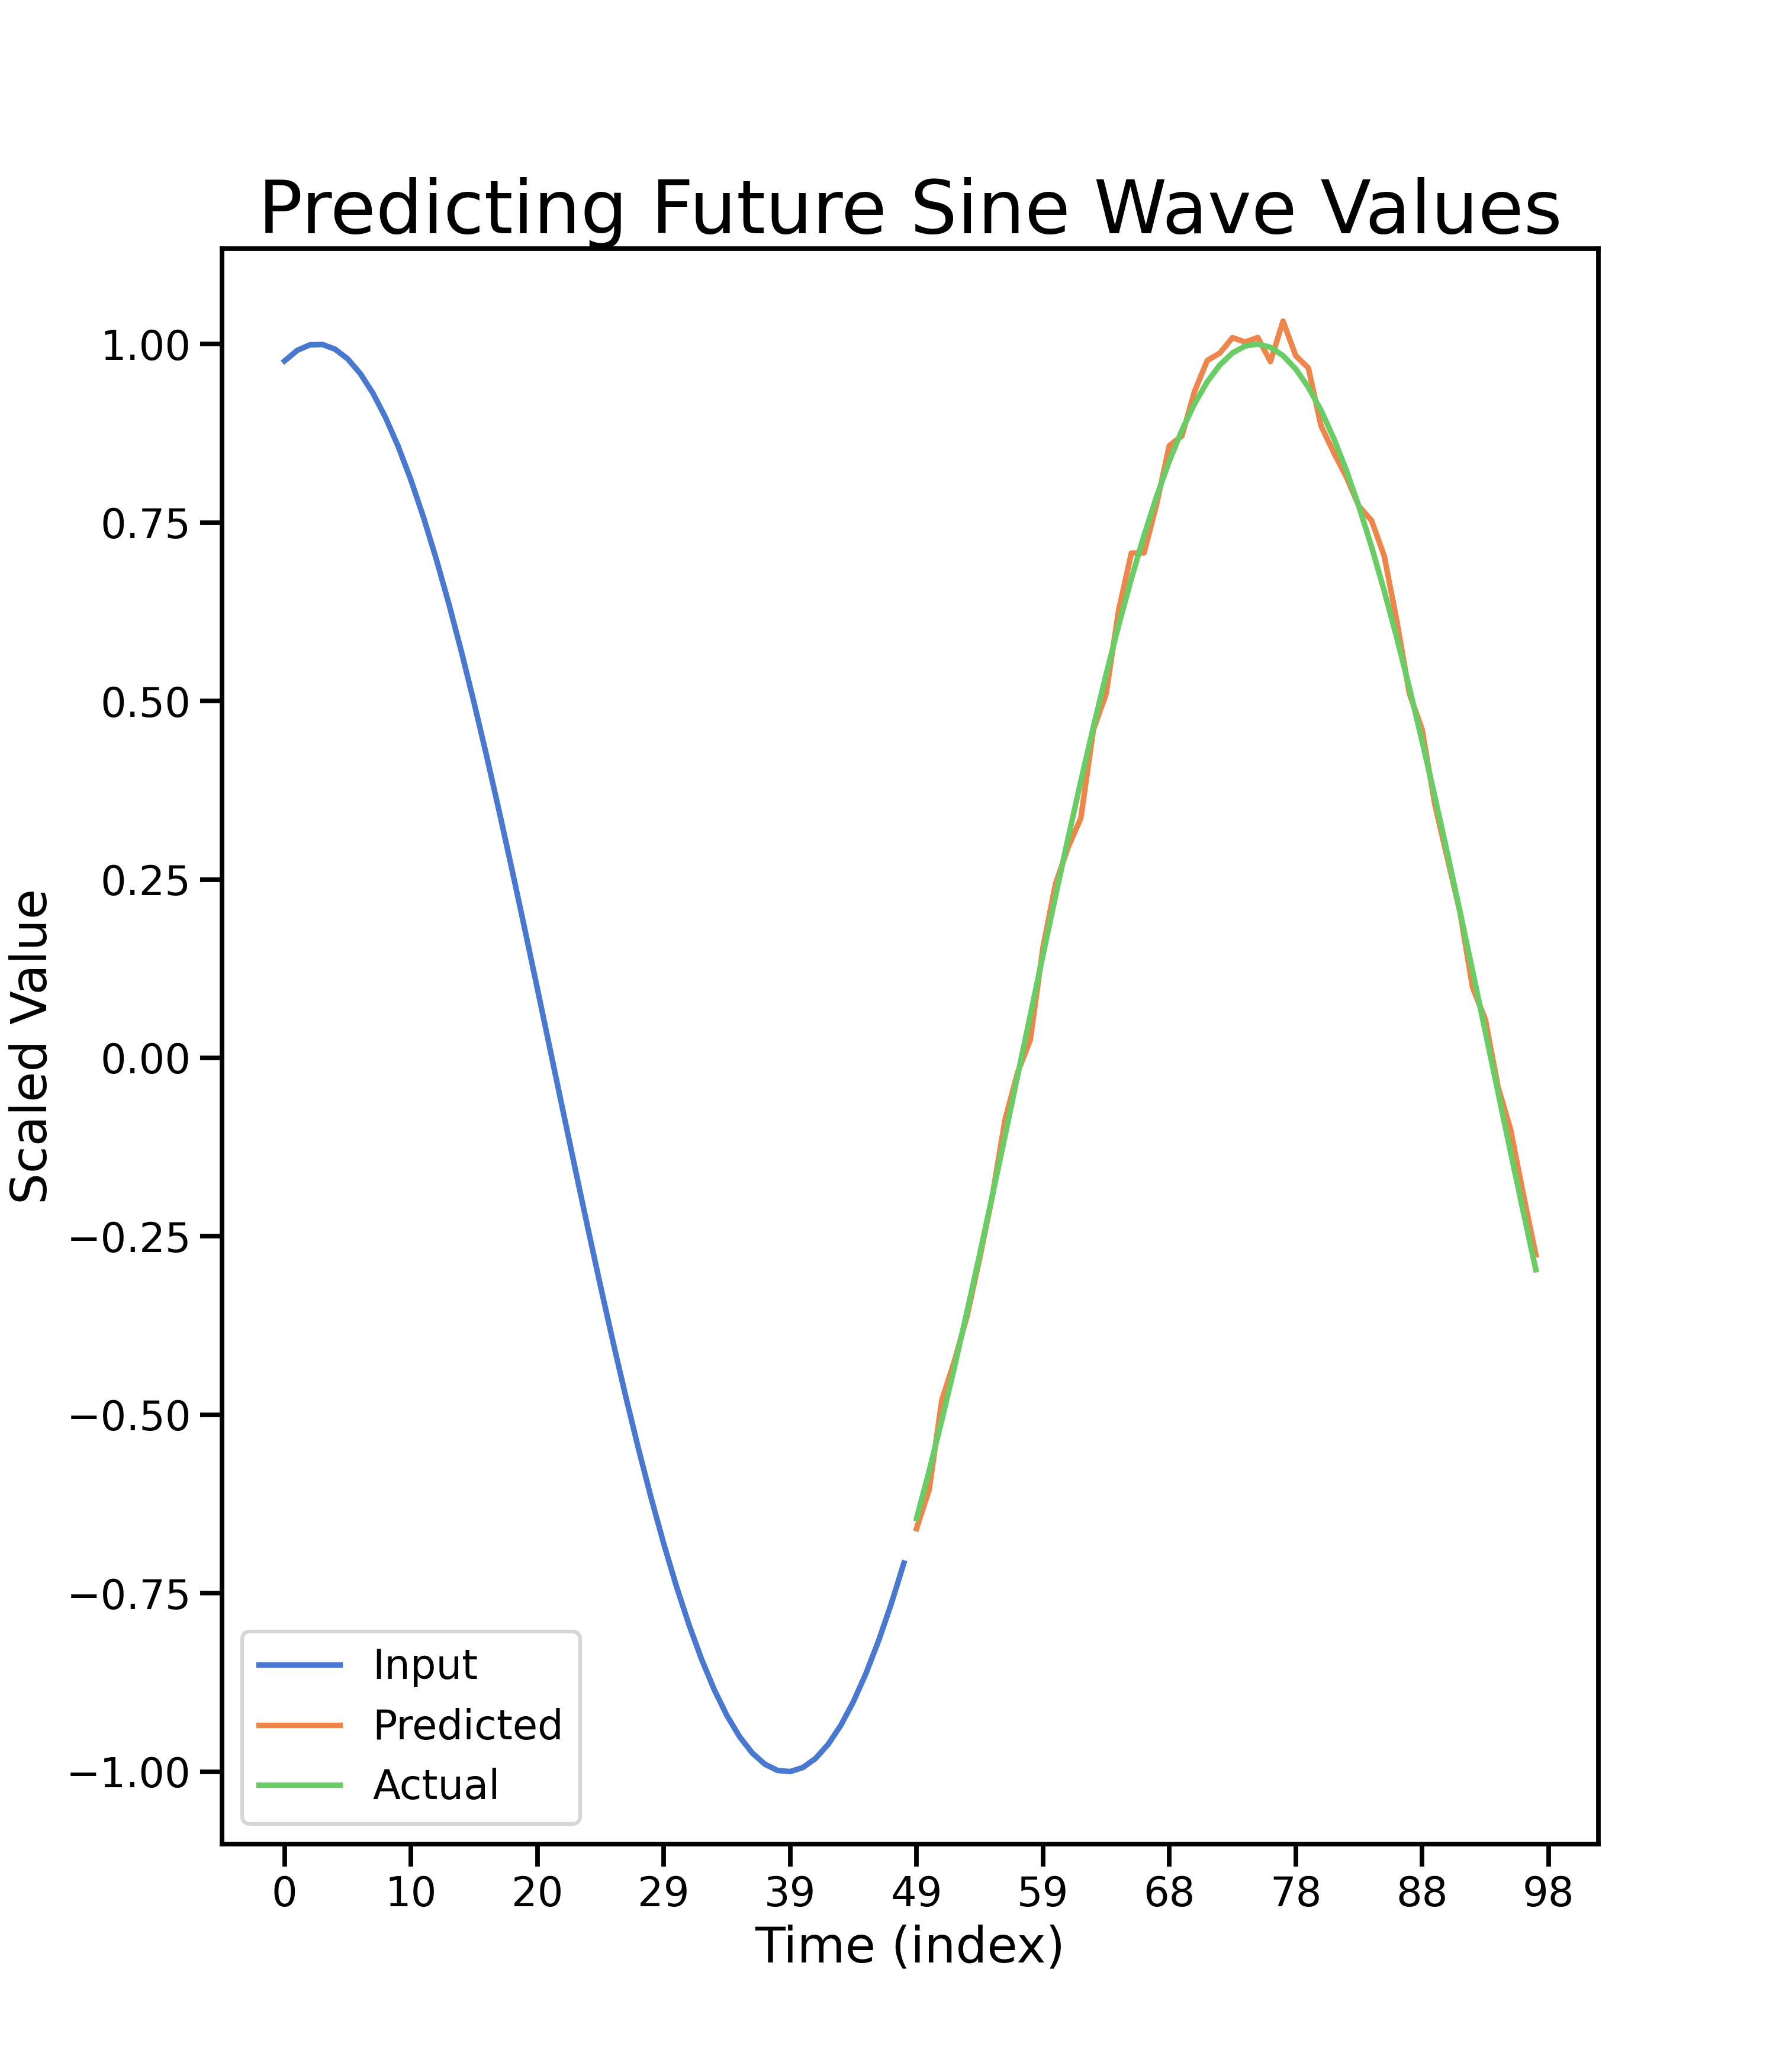 Predicting Future Sine Wave Values
1.00
0.75
0.50
0.25
0.00
−0.25
−0.50
−0.75
−1.00
Scaled Value
Input
Predicted
Actual
0 10 20 29 39 49 59 68 78 88 98
Time (index)